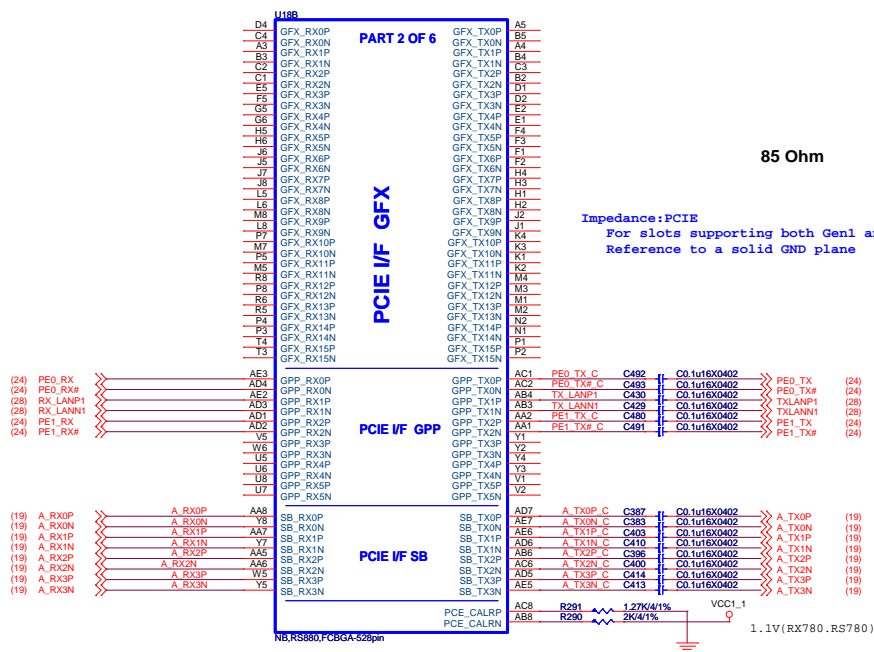 U18B
PART 2 OF 6
D4 GFX_RX0P GFX_TX0P A5
C4 GFX_RX0N GFX_TX0N B5
A3 GFX_RX1P GFX_TX1P A4
B3 GFX_RX1N GFX_TX1N B4
C2 GFX_RX2P GFX_TX2P C3
C1 GFX_RX2N GFX_TX2N B2
E5 GFX_RX3P GFX_TX3P D1
F5 GFX_RX3N GFX_TX3N D2
G5 GFX_RX4P GFX_TX4P E2
G6 GFX_RX4N GFX_TX4N E1
H5 GFX_RX5P GFX_TX5P F4
H6 GFX_RX5N GFX_TX5N F3
J6 GFX_RX6P GFX_TX6P F1
J5 GFX_RX6N GFX_TX6N F2
J7 GFX_RX7P GFX_TX7P H4
J8 GFX_RX7N GFX_TX7N H3
L5 GFX_RX8P GFX_TX8P H1
L6 GFX_RX8N GFX_TX8N H2
M8 GFX_RX9P GFX_TX9P J2
L8 GFX_RX9N GFX_TX9N J1
P7 GFX_RX10P GFX_TX10P K4
M7 GFX_RX10N GFX_TX10N K3
P5 GFX_RX11P GFX_TX11P K1
M5 GFX_RX11N GFX_TX11N K2
R8 GFX_RX12P GFX_TX12P M4
P8 GFX_RX12N GFX_TX12N M3
R6 GFX_RX13P GFX_TX13P M1
R5 GFX_RX13N GFX_TX13N M2
P4 GFX_RX14P GFX_TX14P N2
P3 GFX_RX14N GFX_TX14N N1
T4 GFX_RX15P GFX_TX15P P1
T3 GFX_RX15N GFX_TX15N P2
PCIE I/F GFX
85 Ohm
Impedance:PCIE
For slots supporting both Gen1 a
Reference to a solid GND plane
(24) PE0_RX AE3 GPP_RX0P GPP_TX0P AC1 PE0_TX_C C492 C0.1u16X0402 PE0_TX (24)
(24) PE0_RX# AD4 GPP_RX0N GPP_TX0N AC2 PE0_TX#_C C493 C0.1u16X0402 PE0_TX# (24)
(28) RX_LANP1 AE2 GPP_RX1P GPP_TX1P AB4 TX_LANP1 C430 C0.1u16X0402 TXLANP1 (28)
(28) RX_LANN1 AD3 GPP_RX1N GPP_TX1N AB3 TX_LANN1 C429 C0.1u16X0402 TXLANN1 (28)
(24) PE1_RX AD1 GPP_RX2P GPP_TX2P AA2 PE1_TX_C C480 C0.1u16X0402 PE1_TX (24)
(24) PE1_RX# AD2 GPP_RX2N GPP_TX2N AA1 PE1_TX#_C C491 C0.1u16X0402 PE1_TX# (24)
V5 GPP_RX3P GPP_TX3P Y1
W6 GPP_RX3N GPP_TX3N Y2
U5 GPP_RX4P GPP_TX4P Y4
U6 GPP_RX4N GPP_TX4N Y3
U8 GPP_RX5P GPP_TX5P V1
U7 GPP_RX5N GPP_TX5N V2
PCIE I/F GPP
(19) A_RX0P A_RX0P AA8 SB_RX0P SB_TX0P AD7 A_TX0P_C C387 C0.1u16X0402 A_TX0P (19)
(19) A_RX0N A_RX0N Y8 SB_RX0N SB_TX0N AE7 A_TX0N_C C383 C0.1u16X0402 A_TX0N (19)
(19) A_RX1P A_RX1P AA7 SB_RX1P SB_TX1P AE6 A_TX1P_C C403 C0.1u16X0402 A_TX1P (19)
(19) A_RX1N A_RX1N Y7 SB_RX1N SB_TX1N AD6 A_TX1N_C C410 C0.1u16X0402 A_TX1N (19)
(19) A_RX2P A_RX2P AA5 SB_RX2P SB_TX2P AB6 A_TX2P_C C396 C0.1u16X0402 A_TX2P (19)
(19) A_RX2N A_RX2N AA6 SB_RX2N SB_TX2N AC6 A_TX2N_C C400 C0.1u16X0402 A_TX2N (19)
(19) A_RX3P A_RX3P W5 SB_RX3P SB_TX3P AD5 A_TX3P_C C414 C0.1u16X0402 A_TX3P (19)
(19) A_RX3N A_RX3N Y5 SB_RX3N SB_TX3N AE5 A_TX3N_C C413 C0.1u16X0402 A_TX3N (19)
PCIE I/F SB
PCE_CALRP AC8 R291 1.27K/4/1%
PCE_CALRN AB8 R290 2K/4/1% VCC1_1
1.1V(RX780.RS780)
NB,RS880,FCBGA-528pin